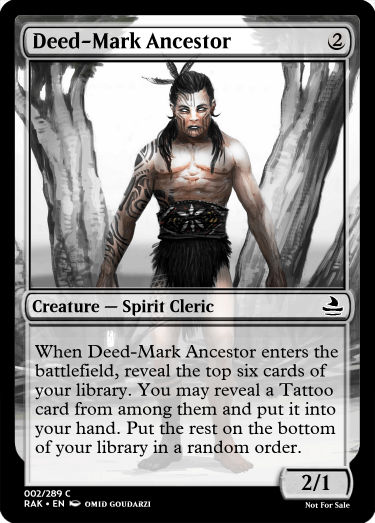 Deed-Mark Ancestor 2
Creature — Spirit Cleric
When Deed-Mark Ancestor enters the
battlefield, reveal the top six cards of
your library. You may reveal a Tattoo
card from among them and put it into
your hand. Put the rest on the bottom
of your library in a random order.
2/1
002/289 C
RAK • EN OMID GOUDARZI
Not For Sale